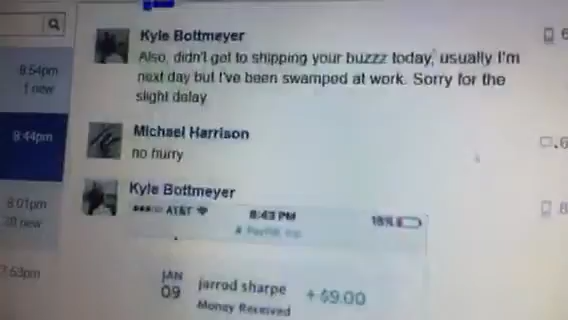 Kyle Bottmeyer
Also, didn't get to shipping your buzzz today, usually I'm
next day but I've been swamped at work. Sorry for the
slight delay
8:54pm
1 new
Michael Harrison
no hurry
8:44pm
Kyle Bottmeyer
AT&T 8:43 PM 18%
8:01pm
new
7:53pm
JAN
09
jarrod sharpe
Money Received
+ $9.00